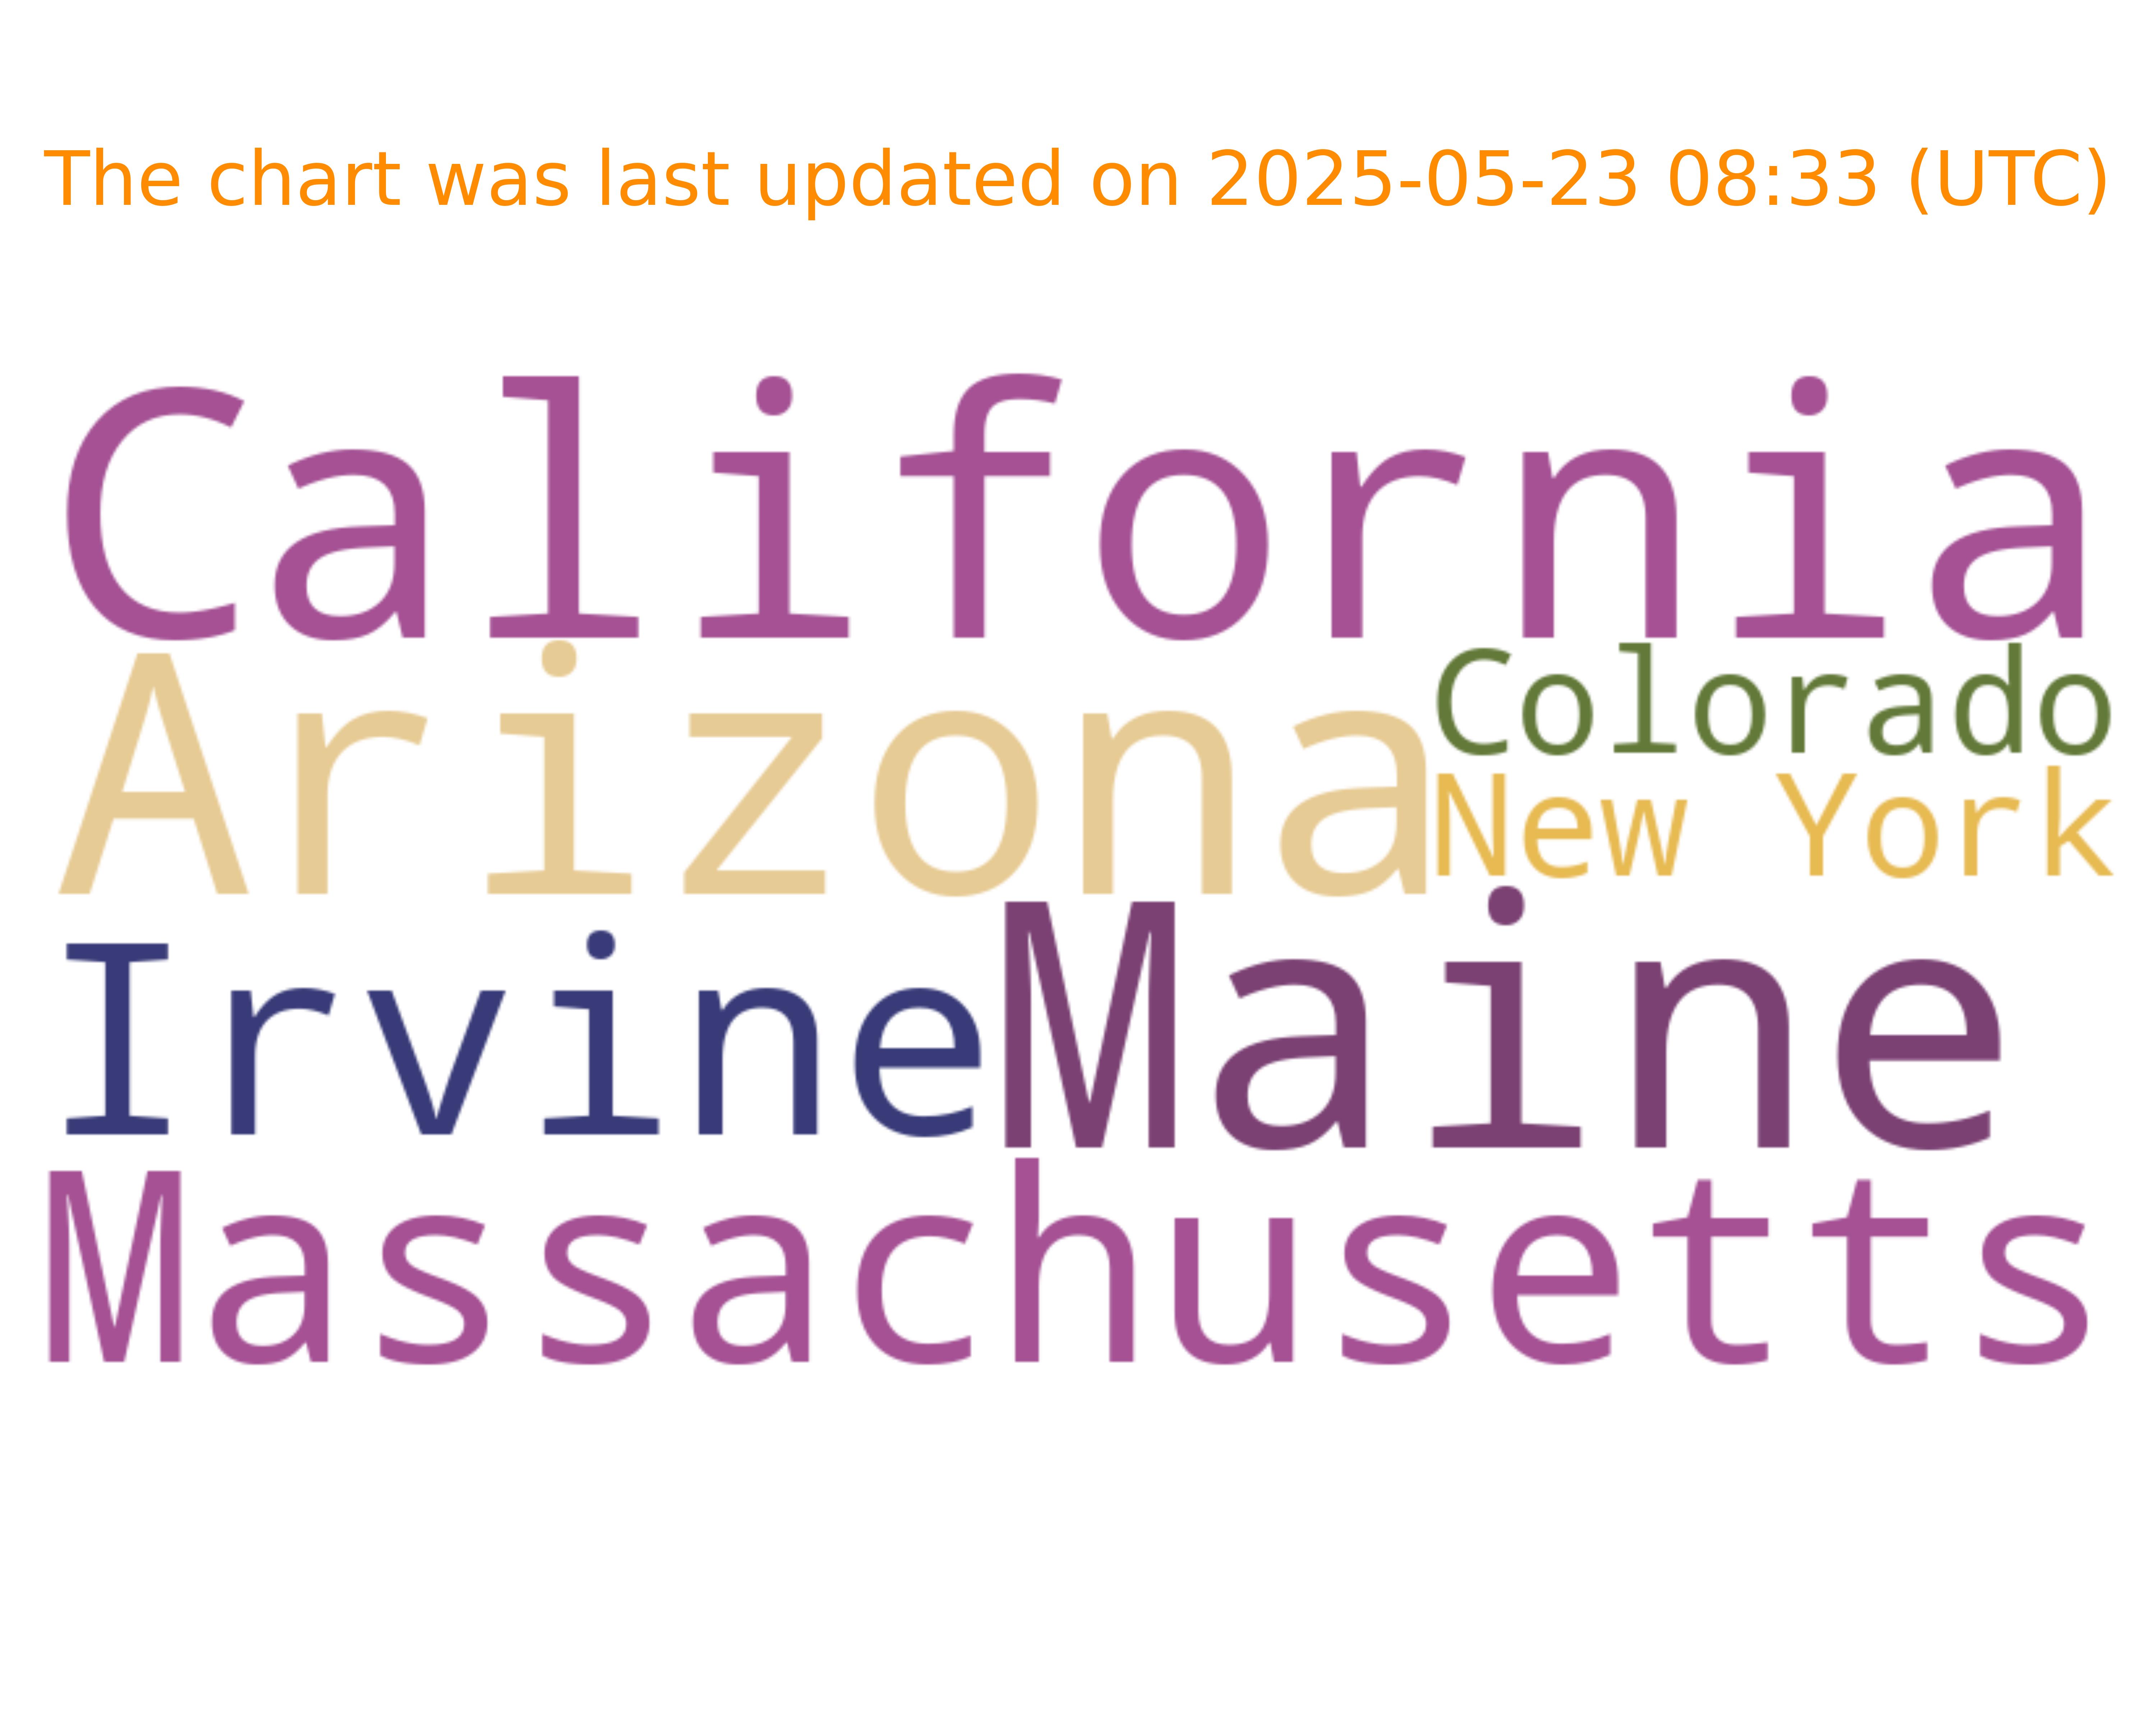 The chart was last updated on 2025-05-23 08:33 (UTC)
California
Arizona
Colorado
New York
Irvine Maine
Massachusetts